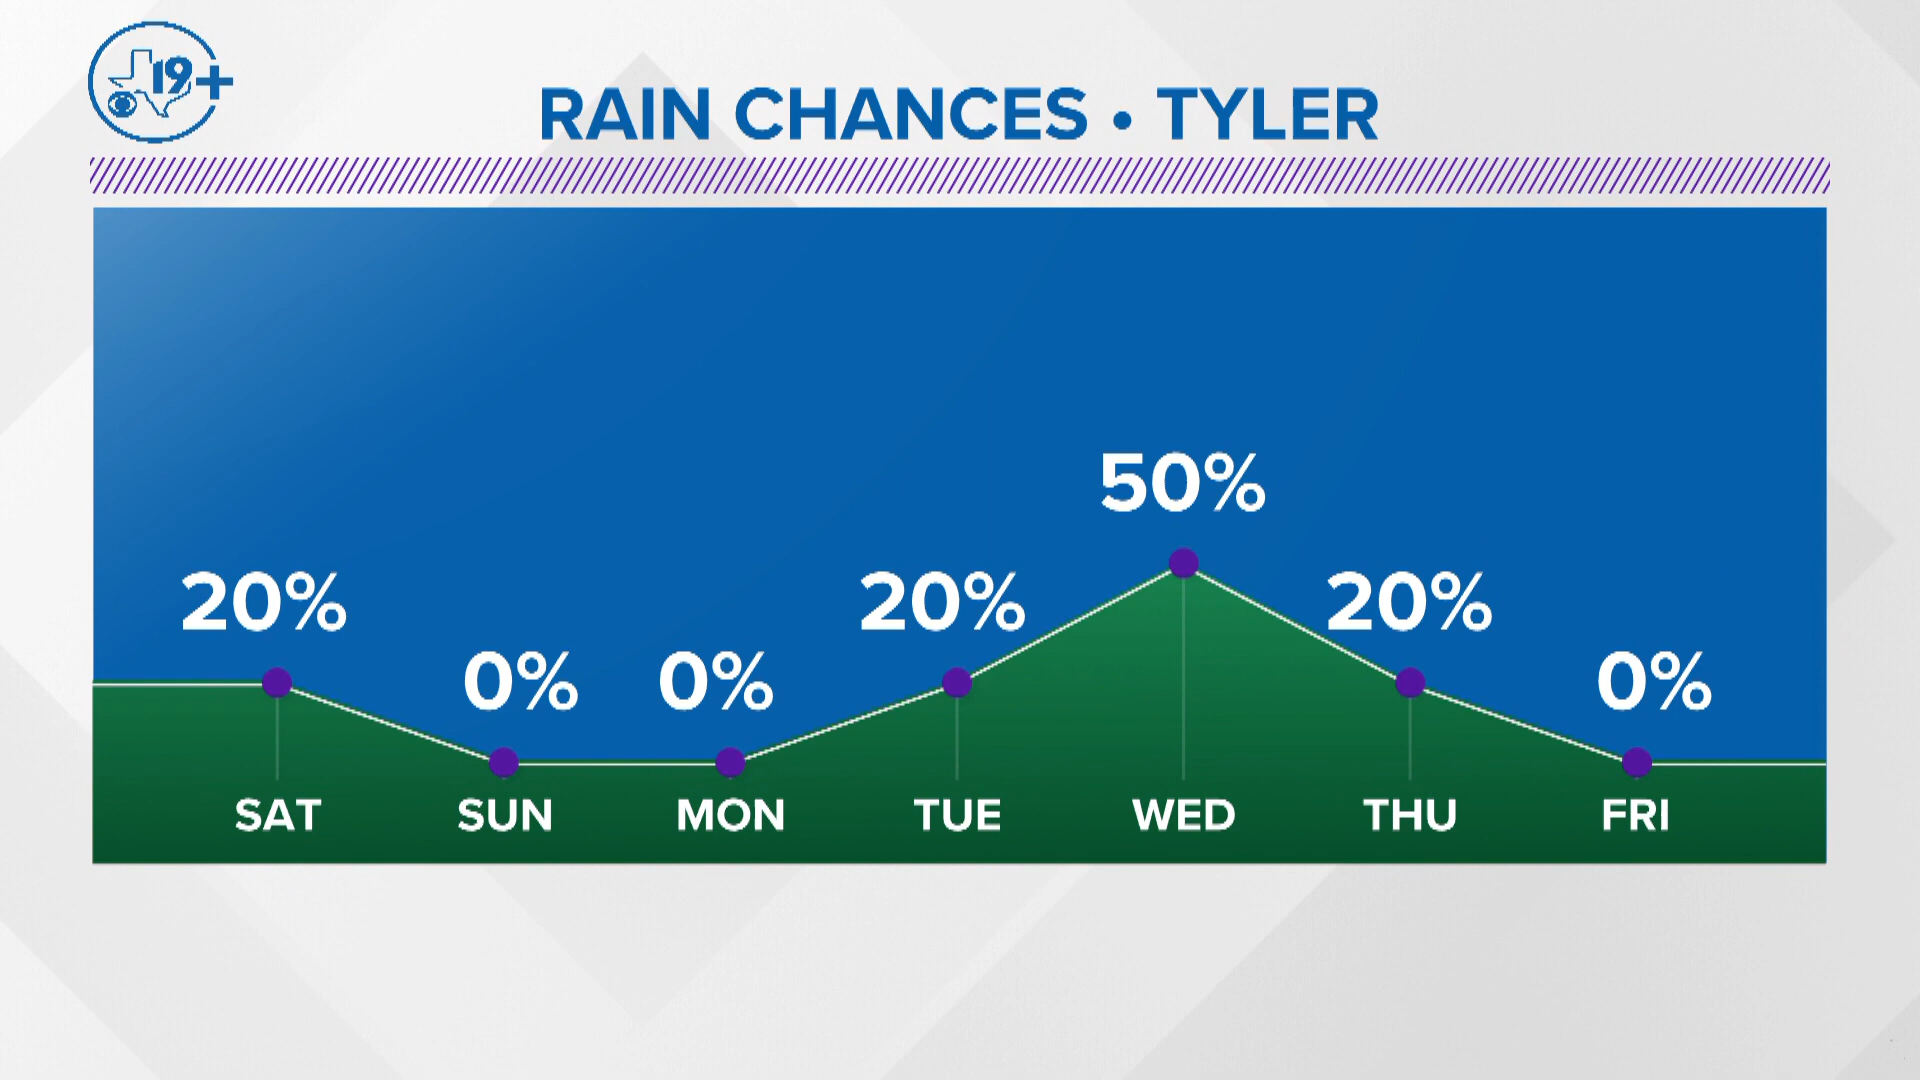 19+
RAIN CHANCES • TYLER
20%
0%
0%
20%
50%
20%
0%
SAT
SUN
MON
TUE
WED
THU
FRI